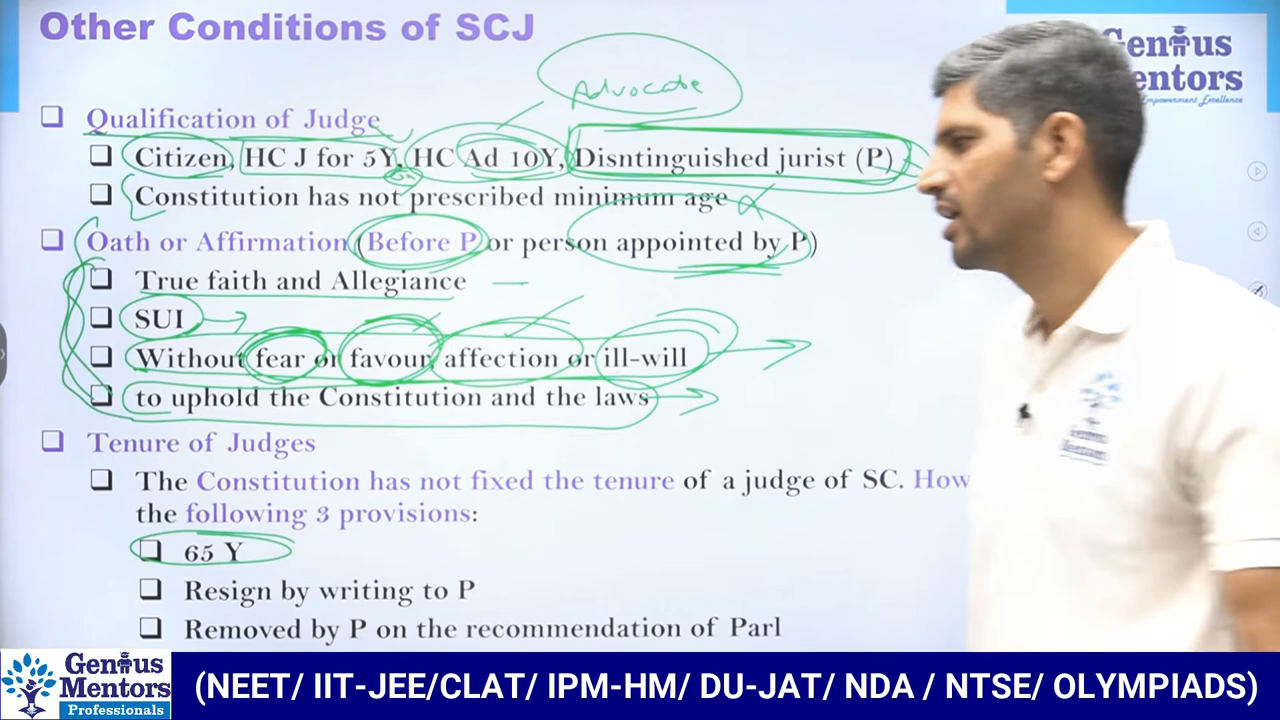 Other Conditions of SCJ
Genius
Mentors
Empowerment Excellence
Advocate
❑ Qualification of Judge
❑ Citizen, HC J for 5Y, HC Ad 10Y, Disntinguished jurist (P)
❑ Constitution has not prescribed minimum age
❑ Oath or Affirmation (Before P or person appointed by P)
❑ True faith and Allegiance
❑ SUI
❑ Without fear or favour, affection or ill-will
❑ to uphold the Constitution and the laws
❑ Tenure of Judges
❑ The Constitution has not fixed the tenure of a judge of SC. How
the following 3 provisions:
❑ 65 Y
❑ Resign by writing to P
❑ Removed by P on the recommendation of Parl
Genius
Mentors
Professionals
(NEET/ IIT-JEE/CLAT/ IPM-HM/ DU-JAT/ NDA / NTSE/ OLYMPIADS)